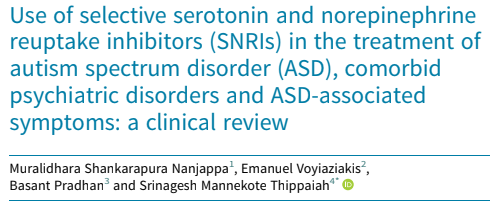 Use of selective serotonin and norepinephrine
reuptake inhibitors (SNRIs) in the treatment of
autism spectrum disorder (ASD), comorbid
psychiatric disorders and ASD-associated
symptoms: a clinical review
Muralidhara Shankarapura Nanjappa¹, Emanuel Voyiaziakis²,
Basant Pradhan³ and Srinagesh Mannekote Thippaiah⁴* iD